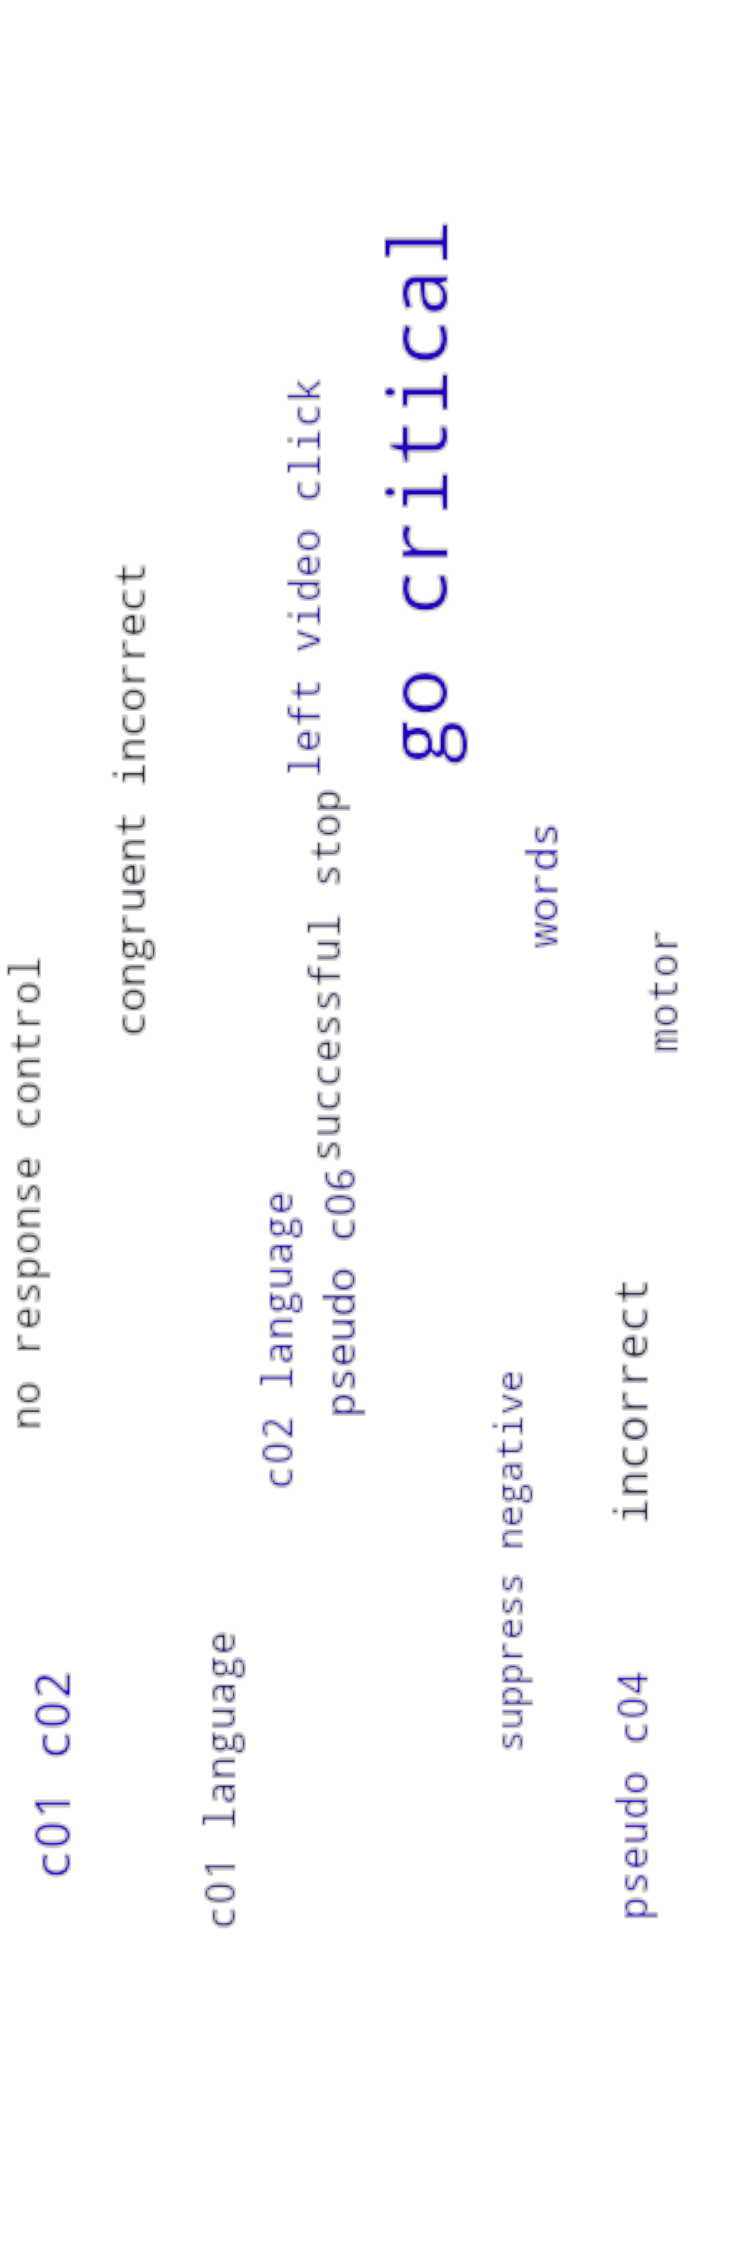 no response control
c01 c02
congruent incorrect
c01 language
c02 language
left video click
successful stop
pseudo c06
go critical
suppress negative
words
incorrect
pseudo c04
motor